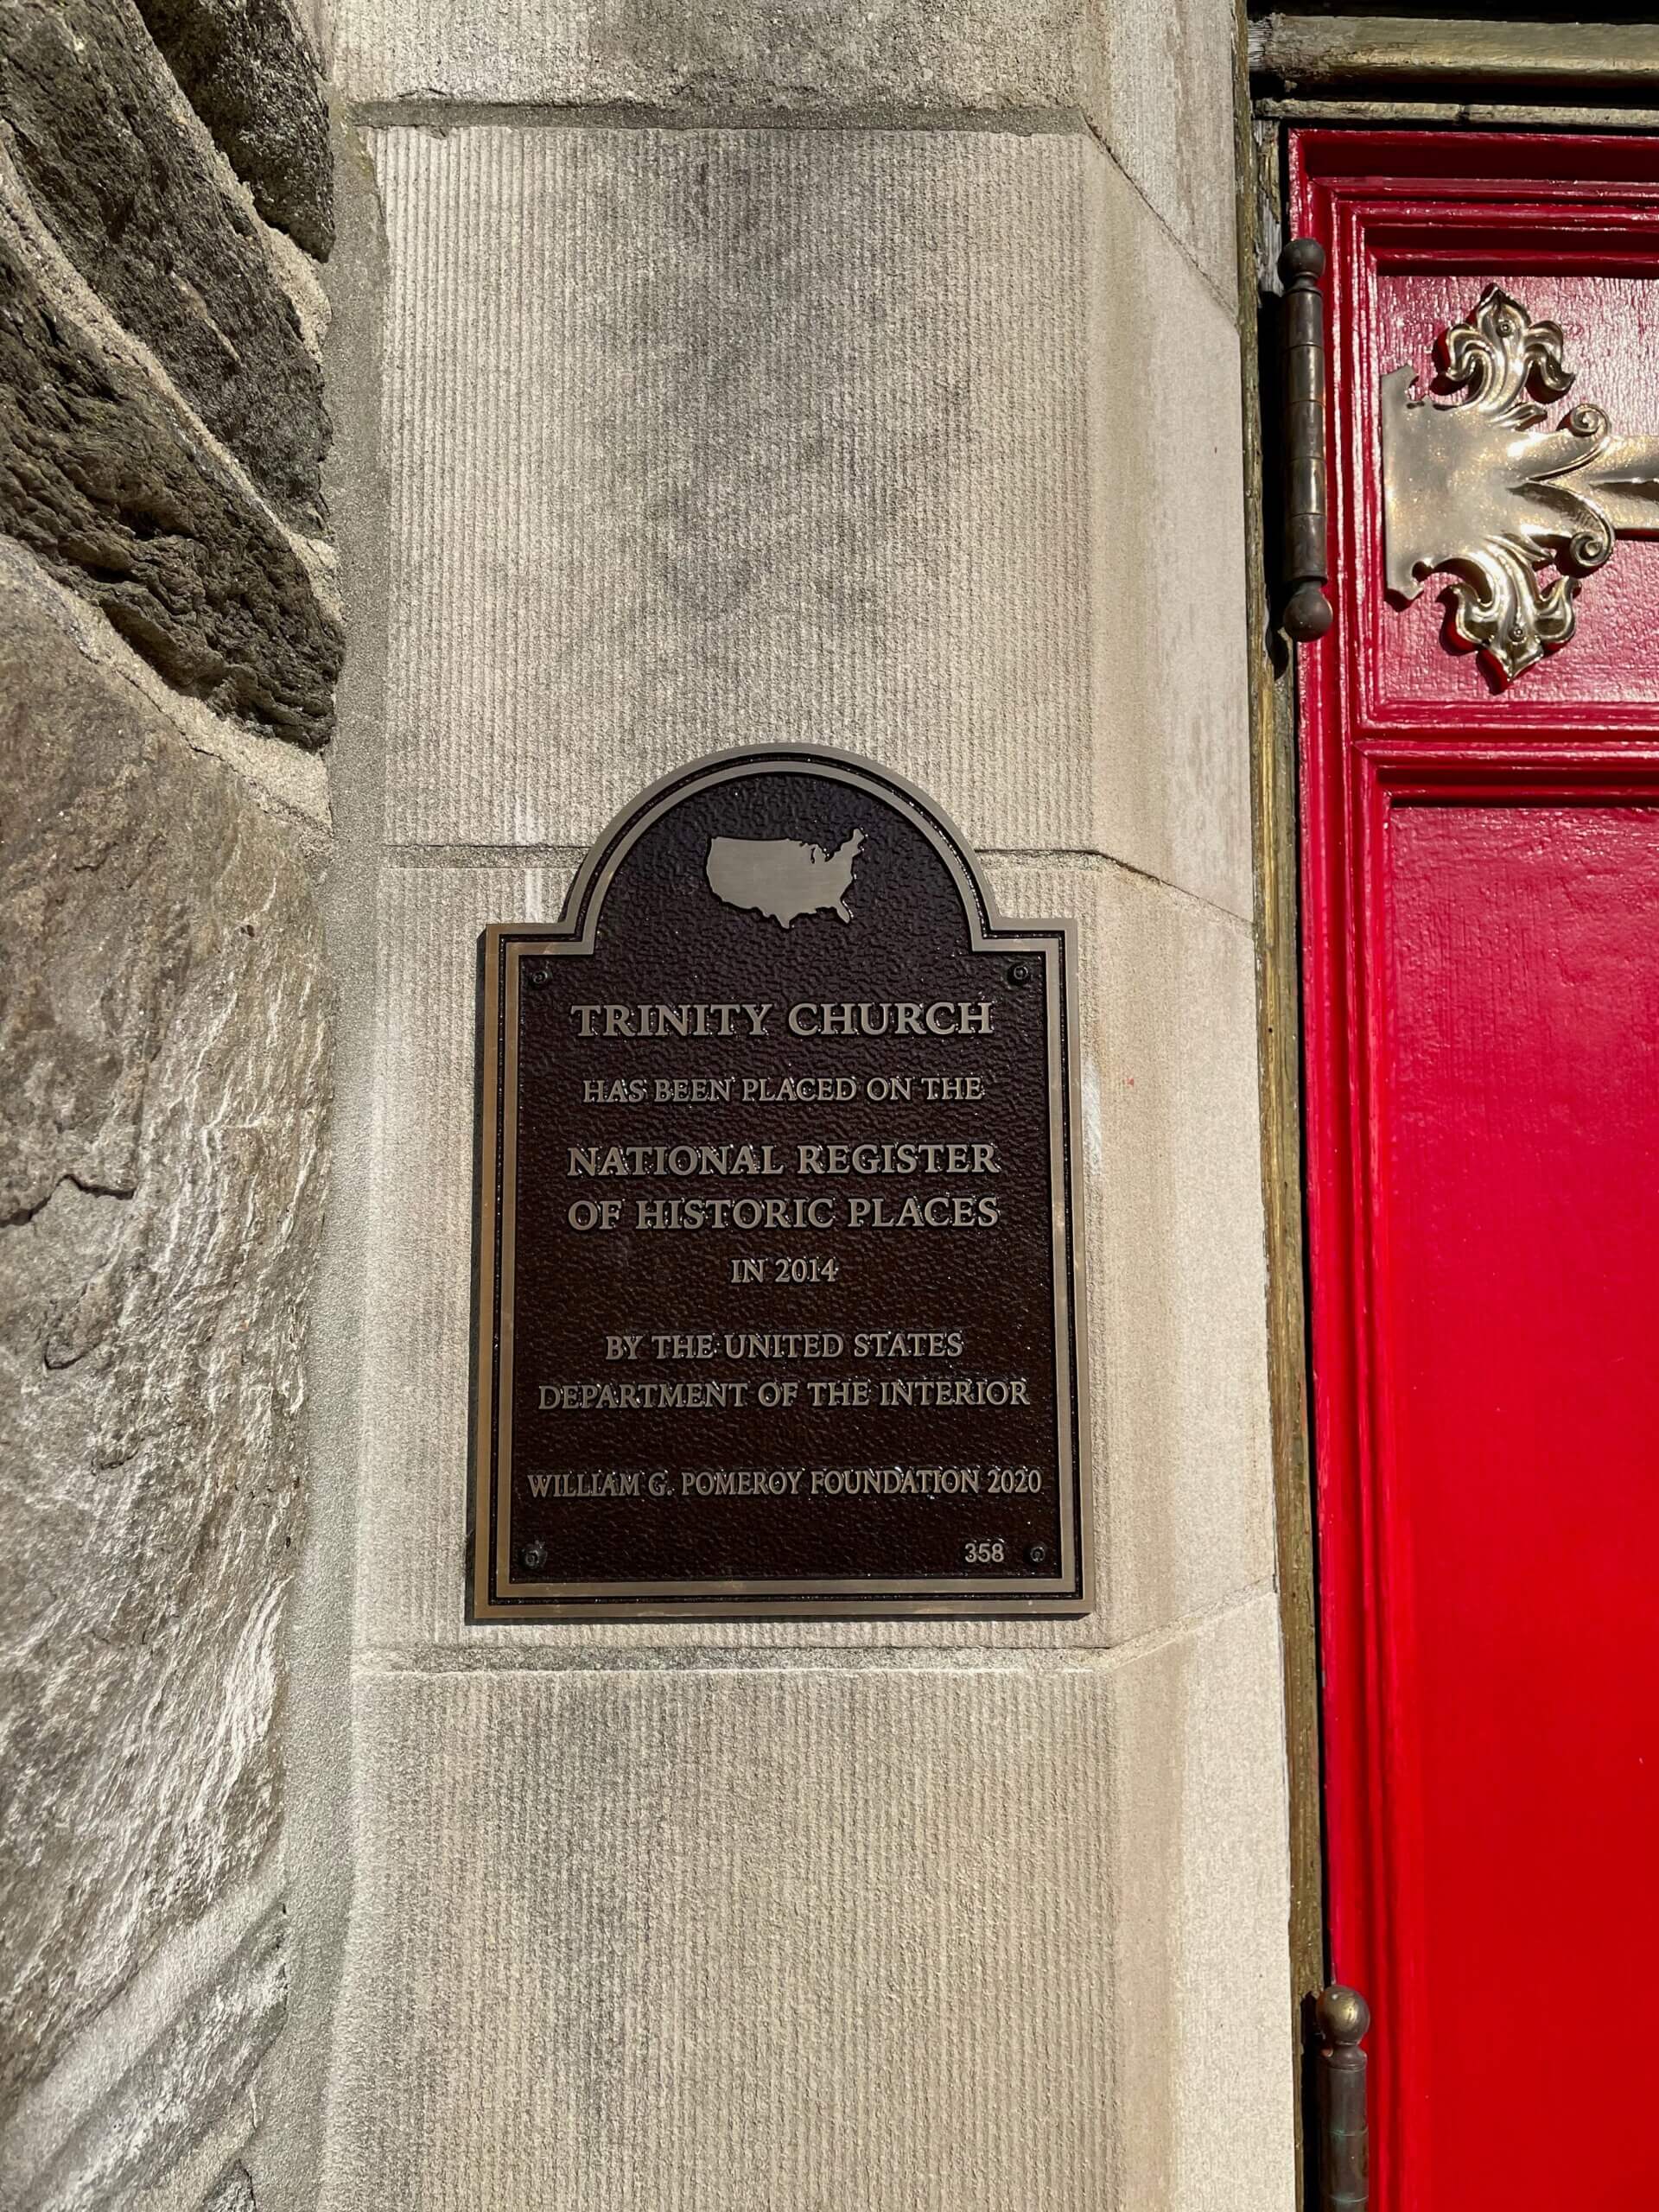 TRINITY CHURCH
HAS BEEN PLACED ON THE
NATIONAL REGISTER
OF HISTORIC PLACES
IN 2014
BY THE UNITED STATES
DEPARTMENT OF THE INTERIOR
WILLIAM G. POMEROY FOUNDATION 2020
358